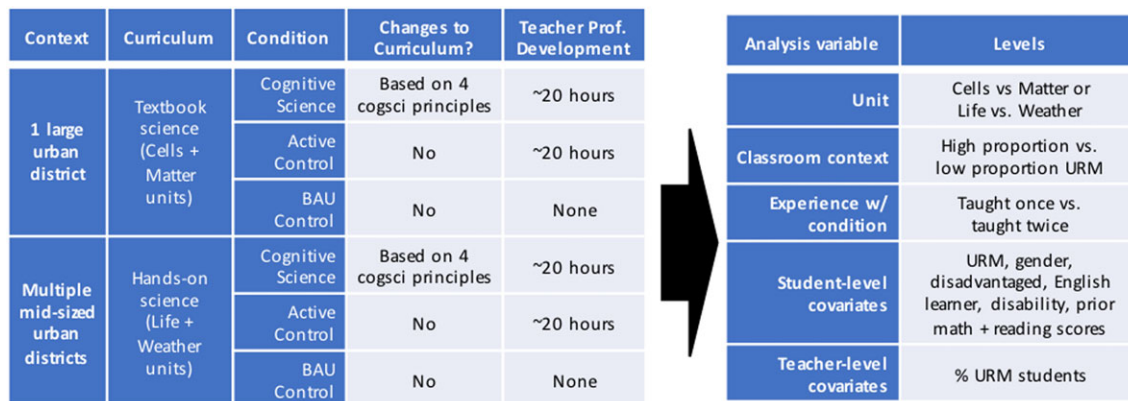 Context
Curriculum
Condition
Changes to
Curriculum?
Teacher Prof.
Development
1 large
urban
district
Textbook
science
(Cells +
Matter
units)
Cognitive
Science
Based on 4
cogsci principles
~20 hours
Active
Control
No
~20 hours
BAU
Control
No
None
Multiple
mid-sized
urban
districts
Hands-on
science
(Life +
Weather
units)
Cognitive
Science
Based on 4
cogsci principles
~20 hours
Active
Control
No
~20 hours
BAU
Control
No
None
Analysis variable
Levels
Unit
Cells vs Matter or
Life vs. Weather
Classroom context
High proportion vs.
low proportion URM
Experience w/
condition
Taught once vs.
taught twice
Student-level
covariates
URM, gender,
disadvantaged, English
learner, disability, prior
math + reading scores
Teacher-level
covariates
% URM students